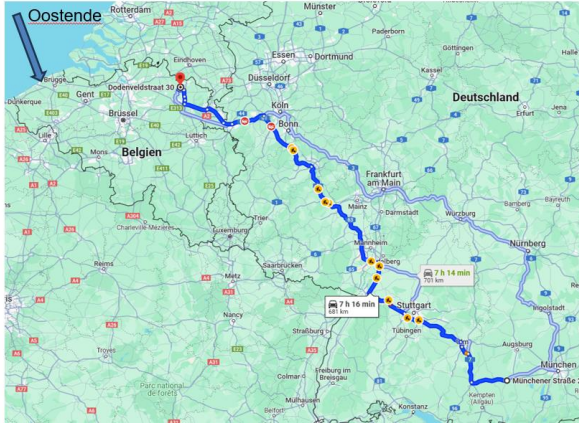 Oostende
Rotterdam
Münster
Paderborn
Göttingen
Essen
Dortmund
Eindhoven
Kassel
Brügge
Düsseldorf
Dodenveldstraat 30
Gent
Dunkerque
Brüssel
Köln
Bonn
Deutschland
Erfurt
Jena
Lille
Lüttich
Mons
Belgien
Frankfurt
am Main
Charleville-Mézières
Trier
Mainz
Darmstadt
Würzburg
Bamberg
Bayreuth
Luxemburg
Mannheim
Nürnberg
Reims
Saarbrücken
Metz
7 h 14 min
701 km
7 h 16 min
681 km
Stuttgart
Ingolstadt
Nancy
Straßburg
Tübingen
Augsburg
Troyes
München
Münchener Straße
Parc national
de forêts
Colmar
Freiburg im
Breisgau
Kempten
(Allgäu)
Mülhausen
Belfort
Konstanz